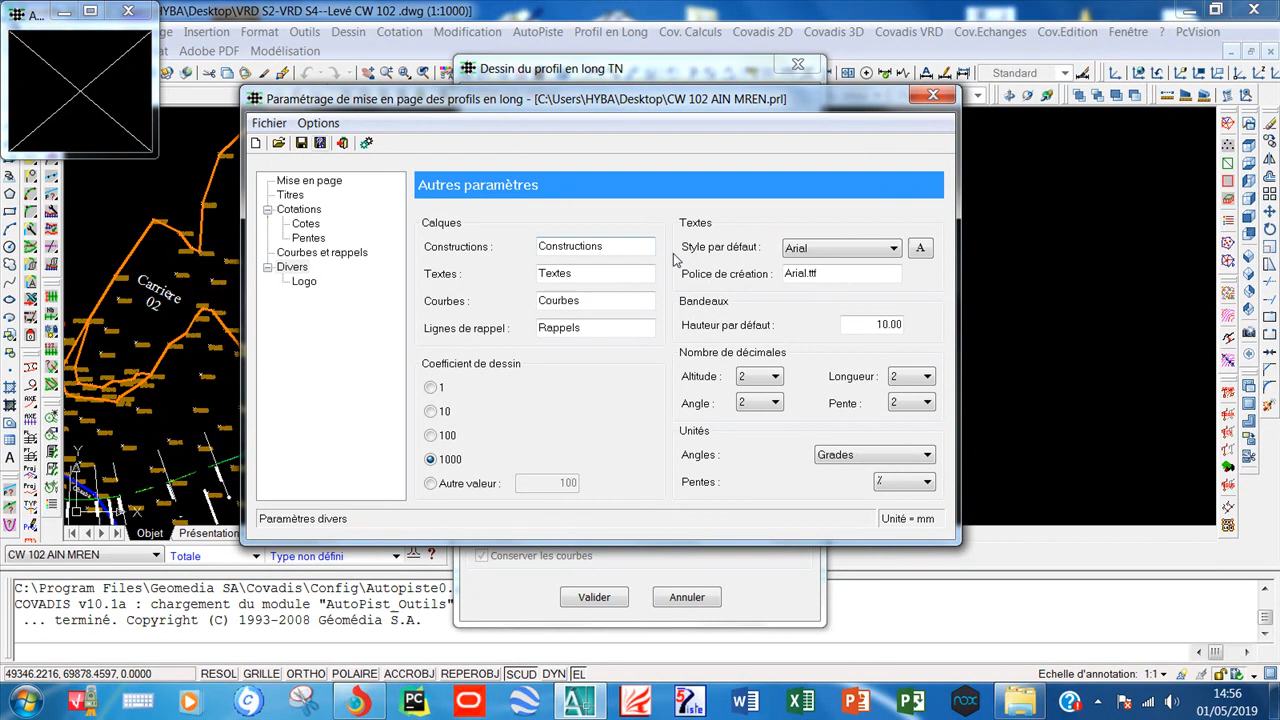 A...
HYBA\Desktop\VRD S2-VRD S4--Levé CW 102 .dwg (1:1000)]
Insertion Format Outils Dessin Cotation Modification AutoPiste Profil en Long Cov. Calculs Covadis 2D Covadis 3D Covadis VRD Cov.Echanges Cov.Edition Fenêtre ? PcVision
Adobe PDF Modélisation
Dessin du profil en long TN
Standard
Paramétrage de mise en page des profils en long - [C:\Users\HYBA\Desktop\CW 102 AIN MREN.prl]
Fichier Options
Mise en page
Titres
Cotations
Cotes
Pentes
Courbes et rappels
Divers
Logo
Autres paramètres
Calques
Constructions : Constructions
Textes : Textes
Courbes : Courbes
Lignes de rappel : Rappels
Coefficient de dessin
1
10
100
1000
Autre valeur : 100
Textes
Style par défaut : Arial A
Police de création : Arial.ttf
Bandeaux
Hauteur par défaut : 10.00
Nombre de décimales
Altitude : 2 Longueur : 2
Angle : 2 Pente : 2
Unités
Angles : Grades
Pentes : %
Paramètres divers Unité = mm
Carrière
02
Y
X
Objet Présentation
CW 102 AIN MREN Totale Type non défini
Conserver les courbes
Valider Annuler
C:\Program Files\Geomedia SA\Covadis\Config\Autopiste0.
COVADIS v10.1a : chargement du module "AutoPist_Outils"
... terminé. Copyright (C) 1993-2008 Géomédia S.A.
49346.2216, 69878.4597, 0.0000 RESOL GRILLE ORTHO POLAIRE ACCROBJ REPEROBJ SCUD DYN EL Echelle d'annotation : 1:1
14:56
01/05/2019